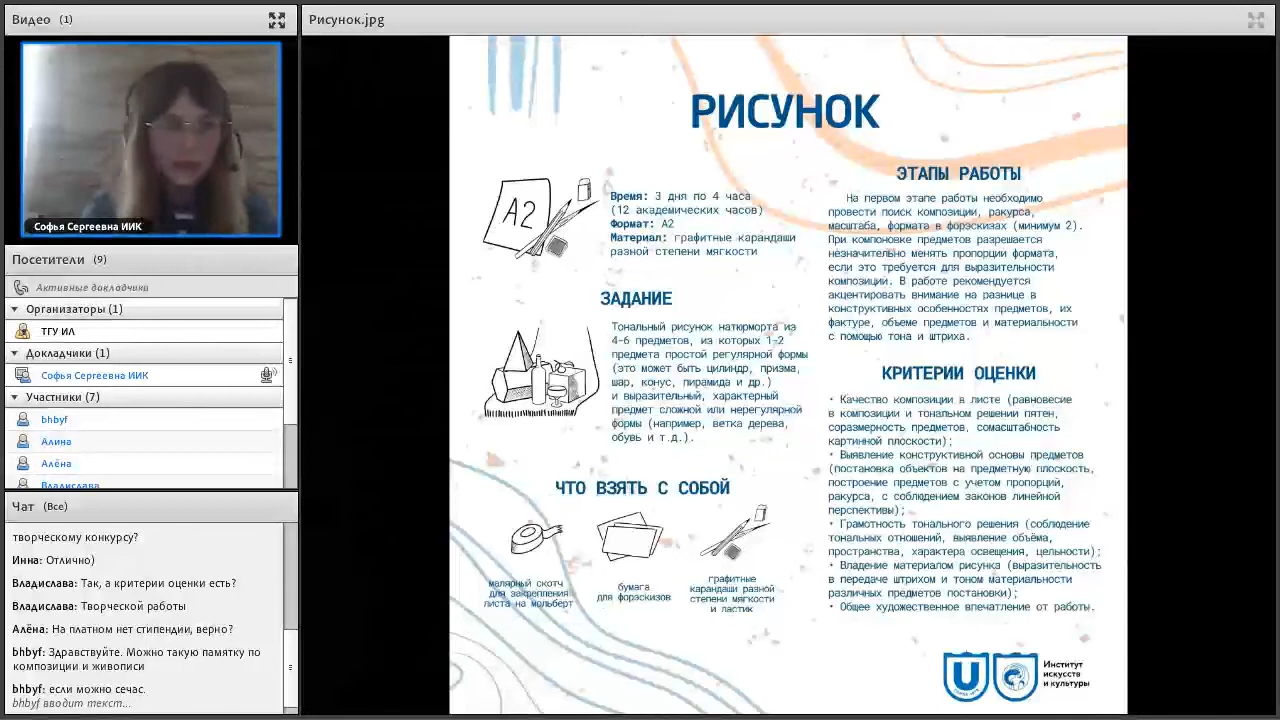 Видео (1)
Софья Сергеевна ИИК
Посетители (9)
Активные докладчики
Организаторы (1)
ТГУ ИЛ
Докладчики (1)
Софья Сергеевна ИИК
Участники (7)
bhbyf
Алина
Алёна
Владислава
Чат (Все)
творческому конкурсу?
Инна: Отлично)
Владислава: Так, а критерии оценки есть?
Владислава: Творческой работы
Алёна: На платном нет стипендии, верно?
bhbyf: Здравствуйте. Можно такую памятку по
композиции и живописи
bhbyf: если можно сечас.
bhbyf вводит текст...
Рисунок.jpg
РИСУНОК
А2
Время: 3 дня по 4 часа
(12 академических часов)
Формат: А2
Материал: графитные карандаши
разной степени мягкости
ЗАДАНИЕ
Тональный рисунок натюрморта из
4-6 предметов, из которых 1-2
предмета простой регулярной формы
(это может быть цилиндр, призма,
шар, конус, пирамида и др.)
и выразительный, характерный
предмет сложной или нерегулярной
формы (например, ветка дерева,
обувь и т.д.).
ЧТО ВЗЯТЬ С СОБОЙ
малярный скотч
для закрепления
листа на мольберт
бумага
для форэскизов
графитные
карандаши разной
степени мягкости
и ластик
ЭТАПЫ РАБОТЫ
На первом этапе работы необходимо
провести поиск композиции, ракурса,
масштаба, формата в форэскизах (минимум 2).
При компоновке предметов разрешается
незначительно менять пропорции формата,
если это требуется для выразительности
композиций. В работе рекомендуется
акцентировать внимание на разнице в
конструктивных особенностях предметов, их
фактуре, объеме предметов и материальности
с помощью тона и штриха.
КРИТЕРИИ ОЦЕНКИ
• Качество композиции в листе (равновесие
в композиции и тональном решении пятен,
соразмерность предметов, сомасштабность
картинной плоскости);
• Выявление конструктивной основы предметов
(постановка объектов на предметную плоскость,
построение предметов с учетом пропорций,
ракурса, с соблюдением законов линейной
перспективы);
• Грамотность тонального решения (соблюдение
тональных отношений, выявление объёма,
пространства, характера освещения, цельности);
• Владение материалом рисунка (выразительность
в передаче штрихом и тоном материальности
различных предметов постановки);
• Общее художественное впечатление от работы.
Институт
искусств
и культуры